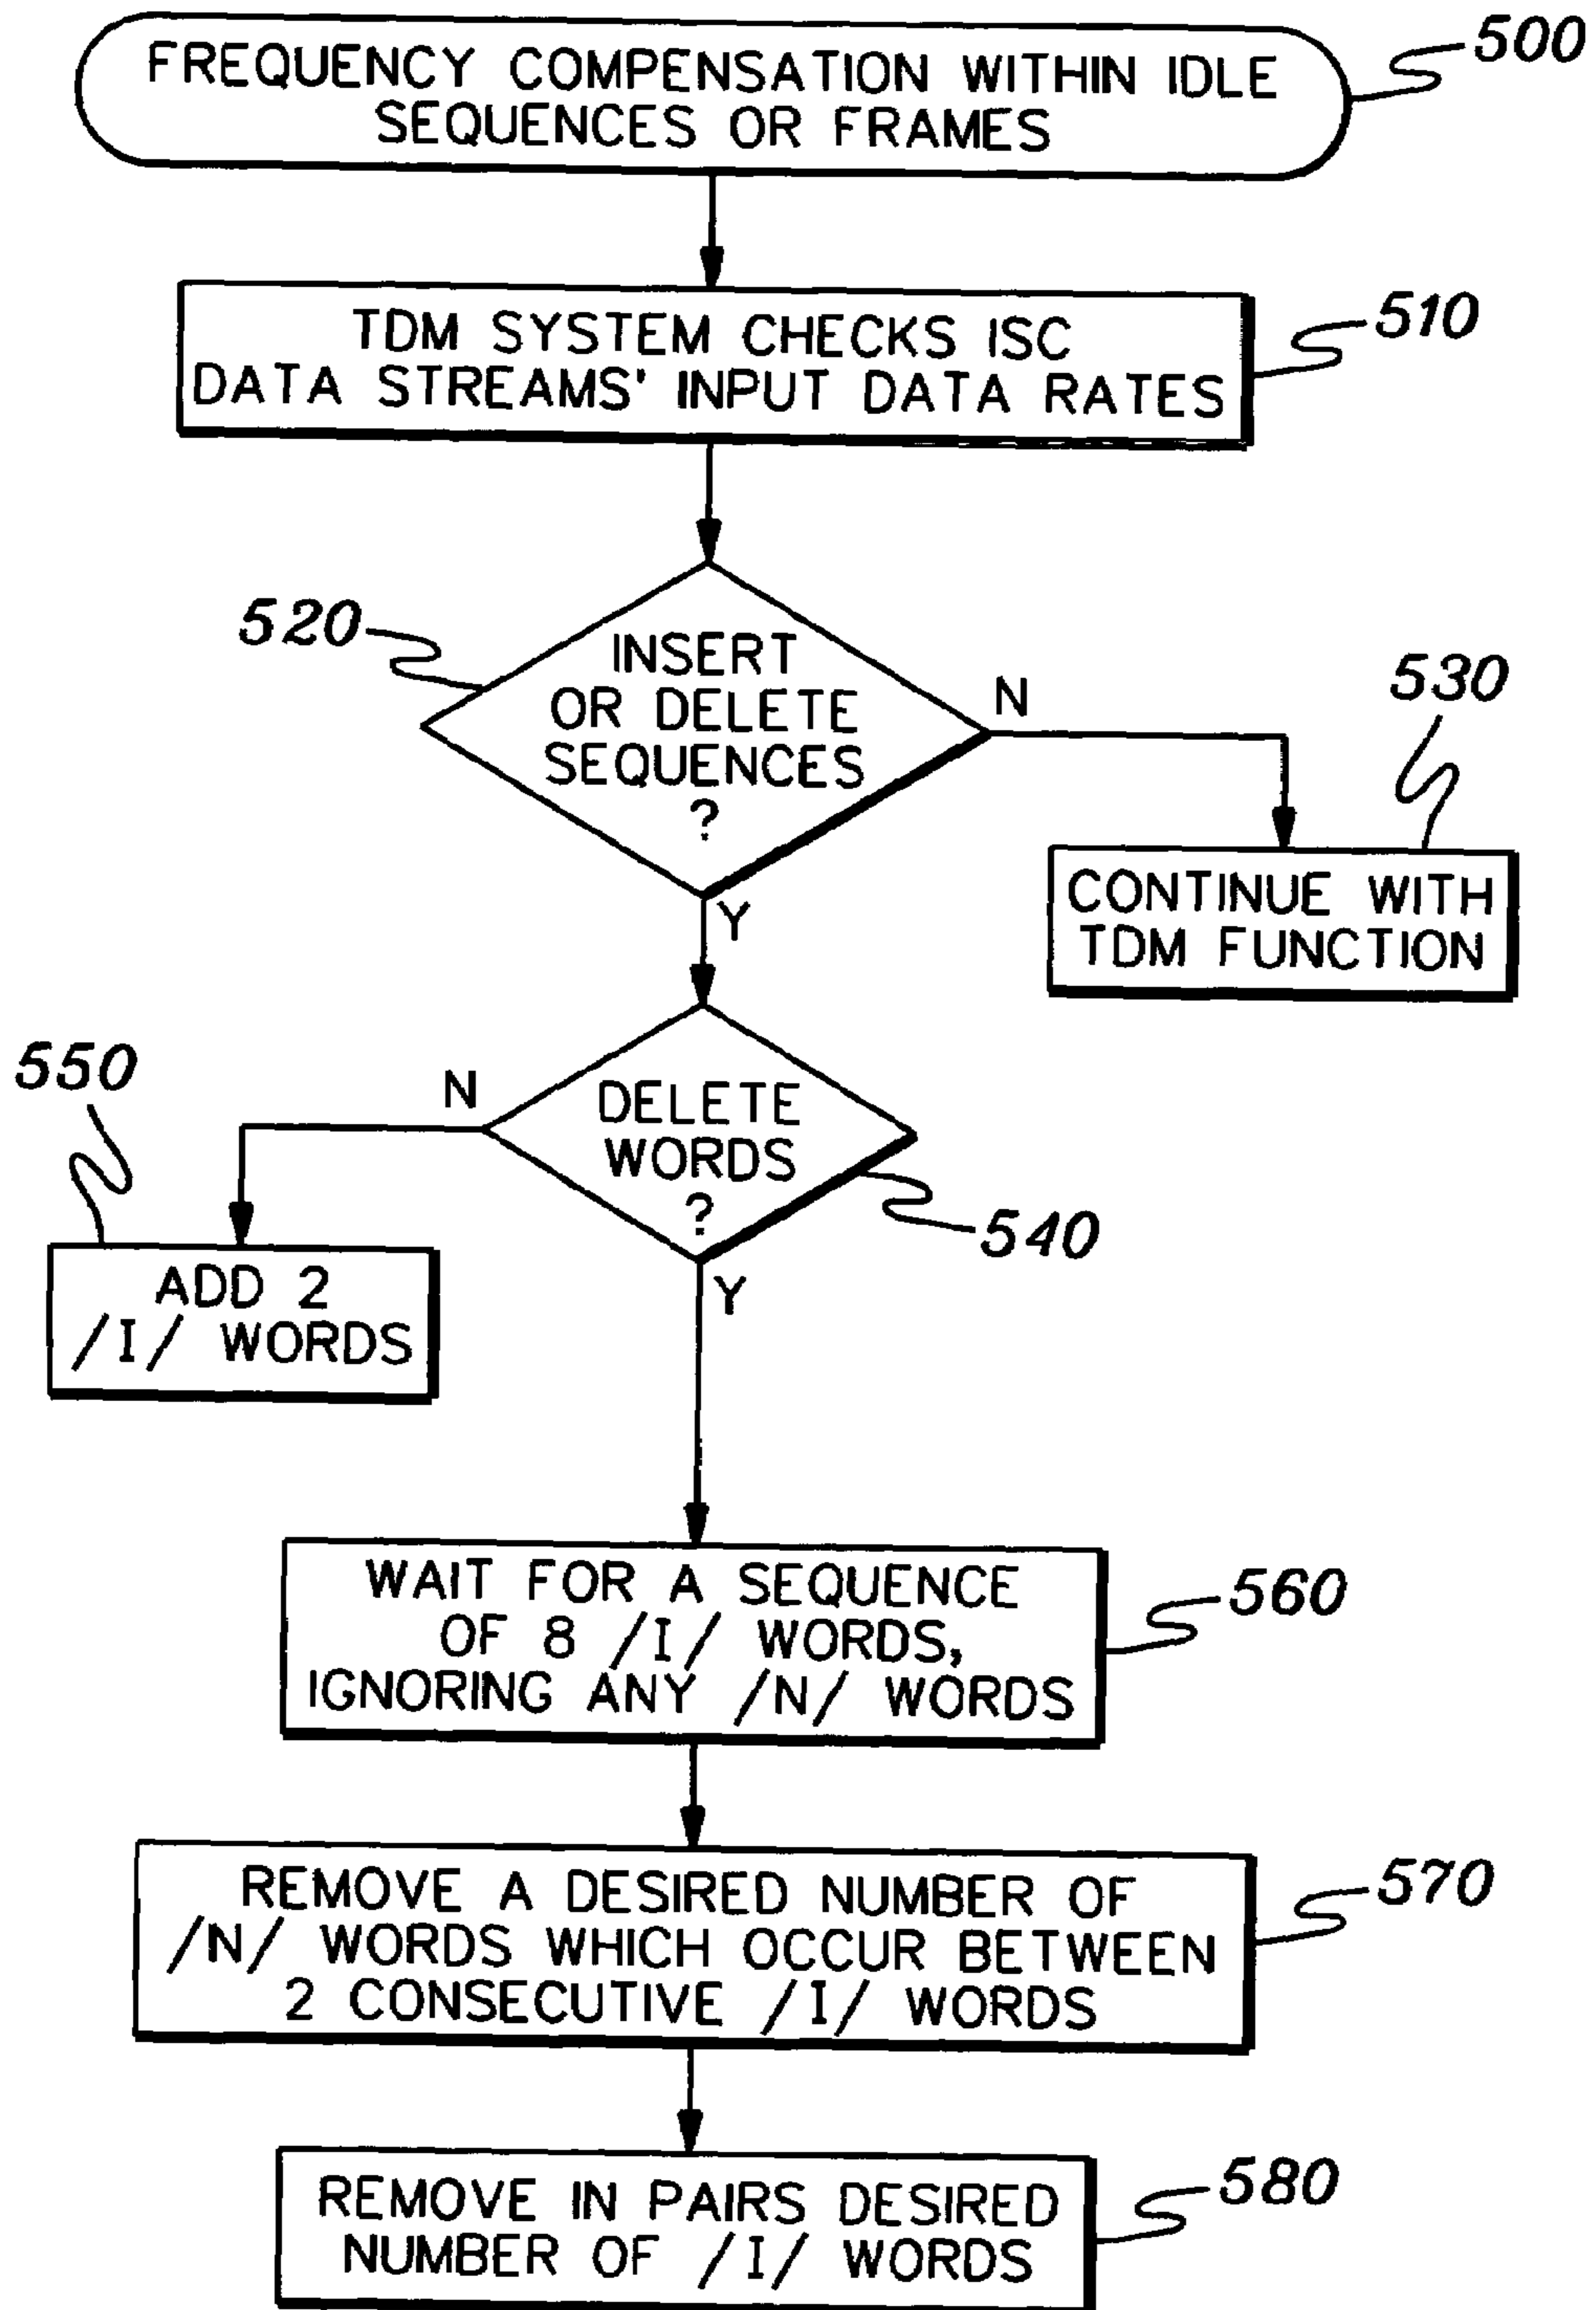 FREQUENCY COMPENSATION WITHIN IDLE
SEQUENCES OR FRAMES
500
TDM SYSTEM CHECKS ISC
DATA STREAMS' INPUT DATA RATES
510
520
INSERT
OR DELETE
SEQUENCES
?
N
530
CONTINUE WITH
TDM FUNCTION
Y
550
N
DELETE
WORDS
?
540
ADD 2
/I/ WORDS
Y
WAIT FOR A SEQUENCE
OF 8 /I/ WORDS,
IGNORING ANY /N/ WORDS
560
REMOVE A DESIRED NUMBER OF
/N/ WORDS WHICH OCCUR BETWEEN
2 CONSECUTIVE /I/ WORDS
570
REMOVE IN PAIRS DESIRED
NUMBER OF /I/ WORDS
580